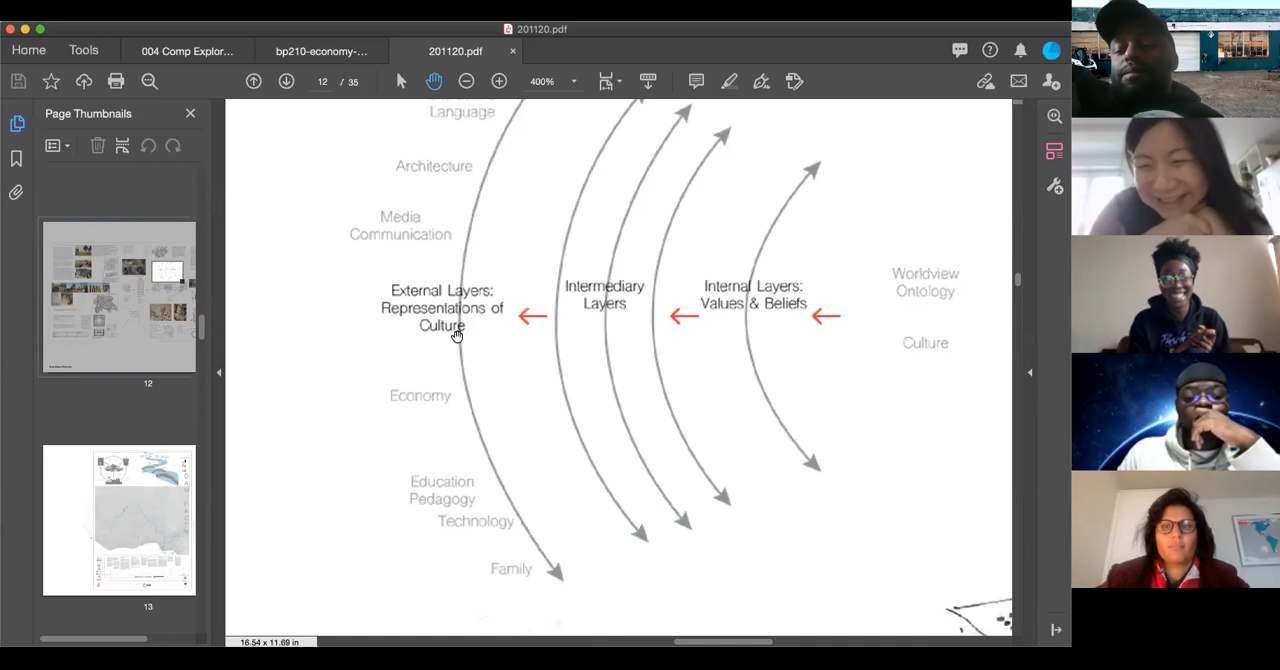 201120.pdf
Home
Tools
004 Comp Explor...
bp210-economy-...
201120.pdf
12 / 35
400%
Page Thumbnails
12
13
Language
Architecture
Media
Communication
External Layers:
Representations of
Culture
Intermediary
Layers
Internal Layers:
Values & Beliefs
Worldview
Ontology
Culture
Economy
Education
Pedagogy
Technology
Family
16.54 x 11.69 in